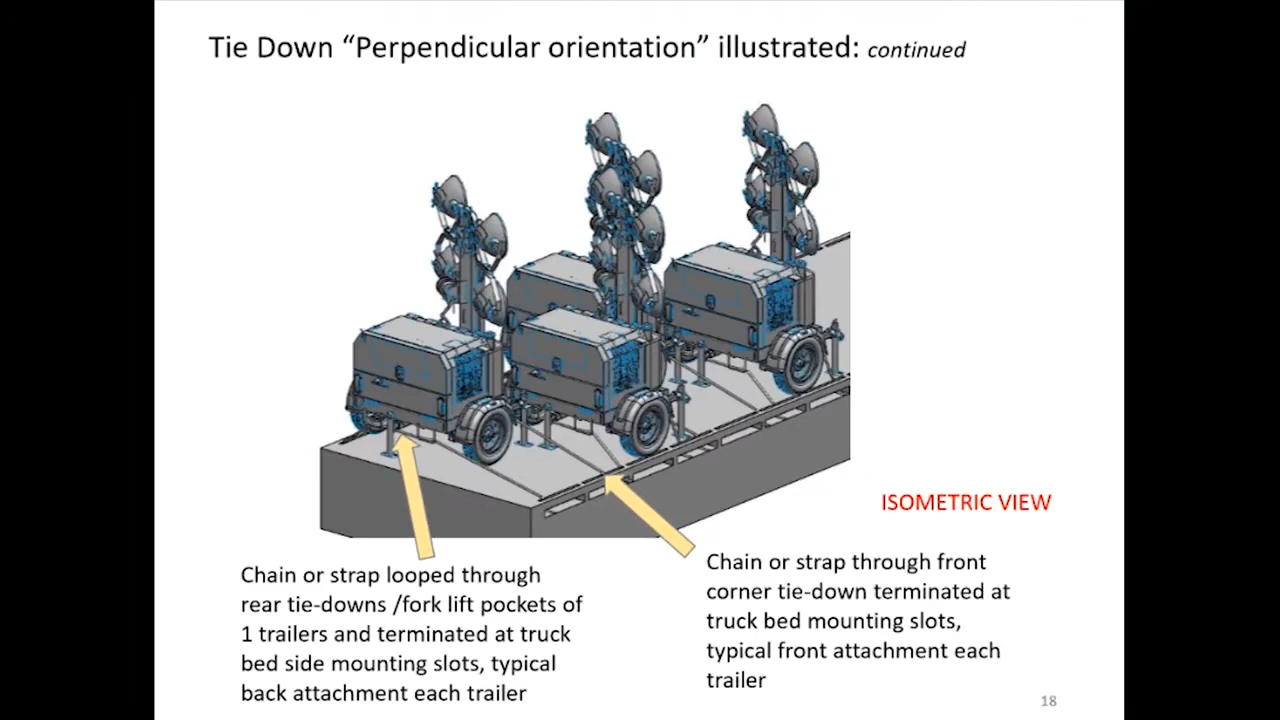 Tie Down “Perpendicular orientation” illustrated: continued
ISOMETRIC VIEW
Chain or strap looped through
rear tie-downs /fork lift pockets of
1 trailers and terminated at truck
bed side mounting slots, typical
back attachment each trailer
Chain or strap through front
corner tie-down terminated at
truck bed mounting slots,
typical front attachment each
trailer
18